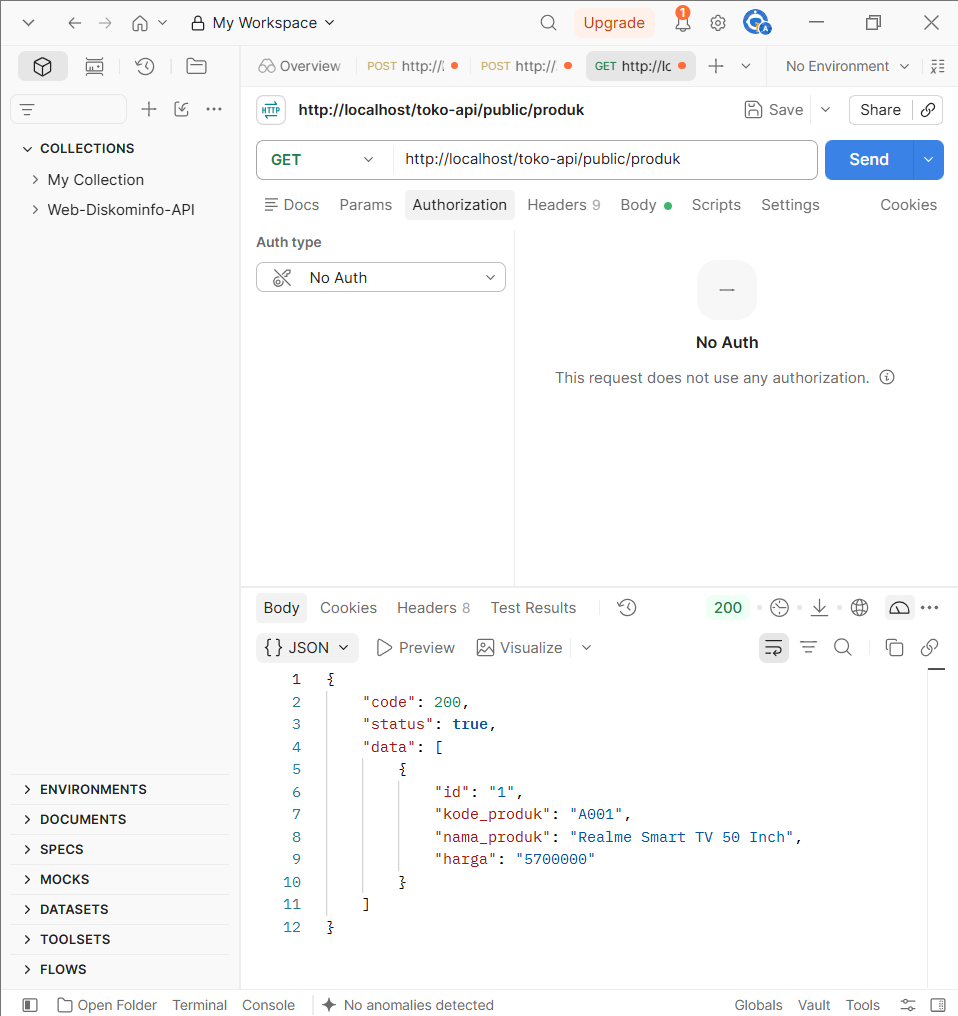 My Workspace
Upgrade
1
A
Overview
POST http://
POST http://
GET http://lc
No Environment
HTTP
http://localhost/toko-api/public/produk
Save
Share
COLLECTIONS
My Collection
Web-Diskominfo-API
GET
http://localhost/toko-api/public/produk
Send
Docs
Params
Authorization
Headers 9
Body
Scripts
Settings
Cookies
Auth type
No Auth
No Auth
This request does not use any authorization.
ENVIRONMENTS
DOCUMENTS
SPECS
MOCKS
DATASETS
TOOLSETS
FLOWS
Body
Cookies
Headers 8
Test Results
200
{} JSON
Preview
Visualize
1 {
2 "code": 200,
3 "status": true,
4 "data": [
5 {
6 "id": "1",
7 "kode_produk": "A001",
8 "nama_produk": "Realme Smart TV 50 Inch",
9 "harga": "5700000"
10 }
11 ]
12 }
Open Folder
Terminal
Console
No anomalies detected
Globals
Vault
Tools